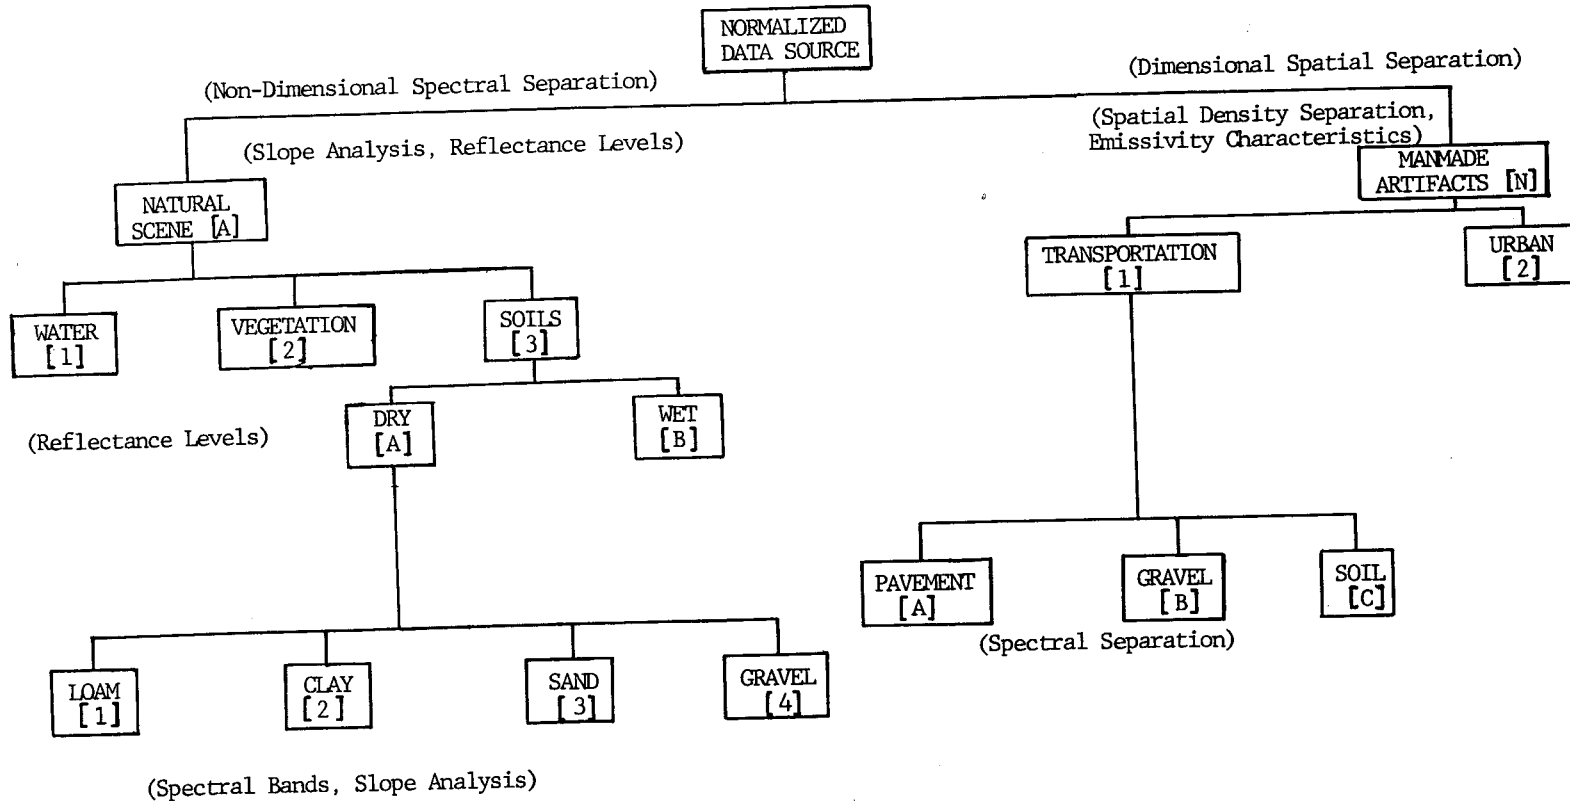 NORMALIZED
DATA SOURCE
(Non-Dimensional Spectral Separation)
(Dimensional Spatial Separation)
(Slope Analysis, Reflectance Levels)
(Spatial Density Separation,
Emissivity Characteristics)
NATURAL
SCENE [A]
MANMADE
ARTIFACTS [N]
WATER
[1]
VEGETATION
[2]
SOILS
[3]
TRANSPORTATION
[1]
URBAN
[2]
(Reflectance Levels)
DRY
[A]
WET
[B]
PAVEMENT
[A]
GRAVEL
[B]
SOIL
[C]
(Spectral Separation)
LOAM
[1]
CLAY
[2]
SAND
[3]
GRAVEL
[4]
(Spectral Bands, Slope Analysis)